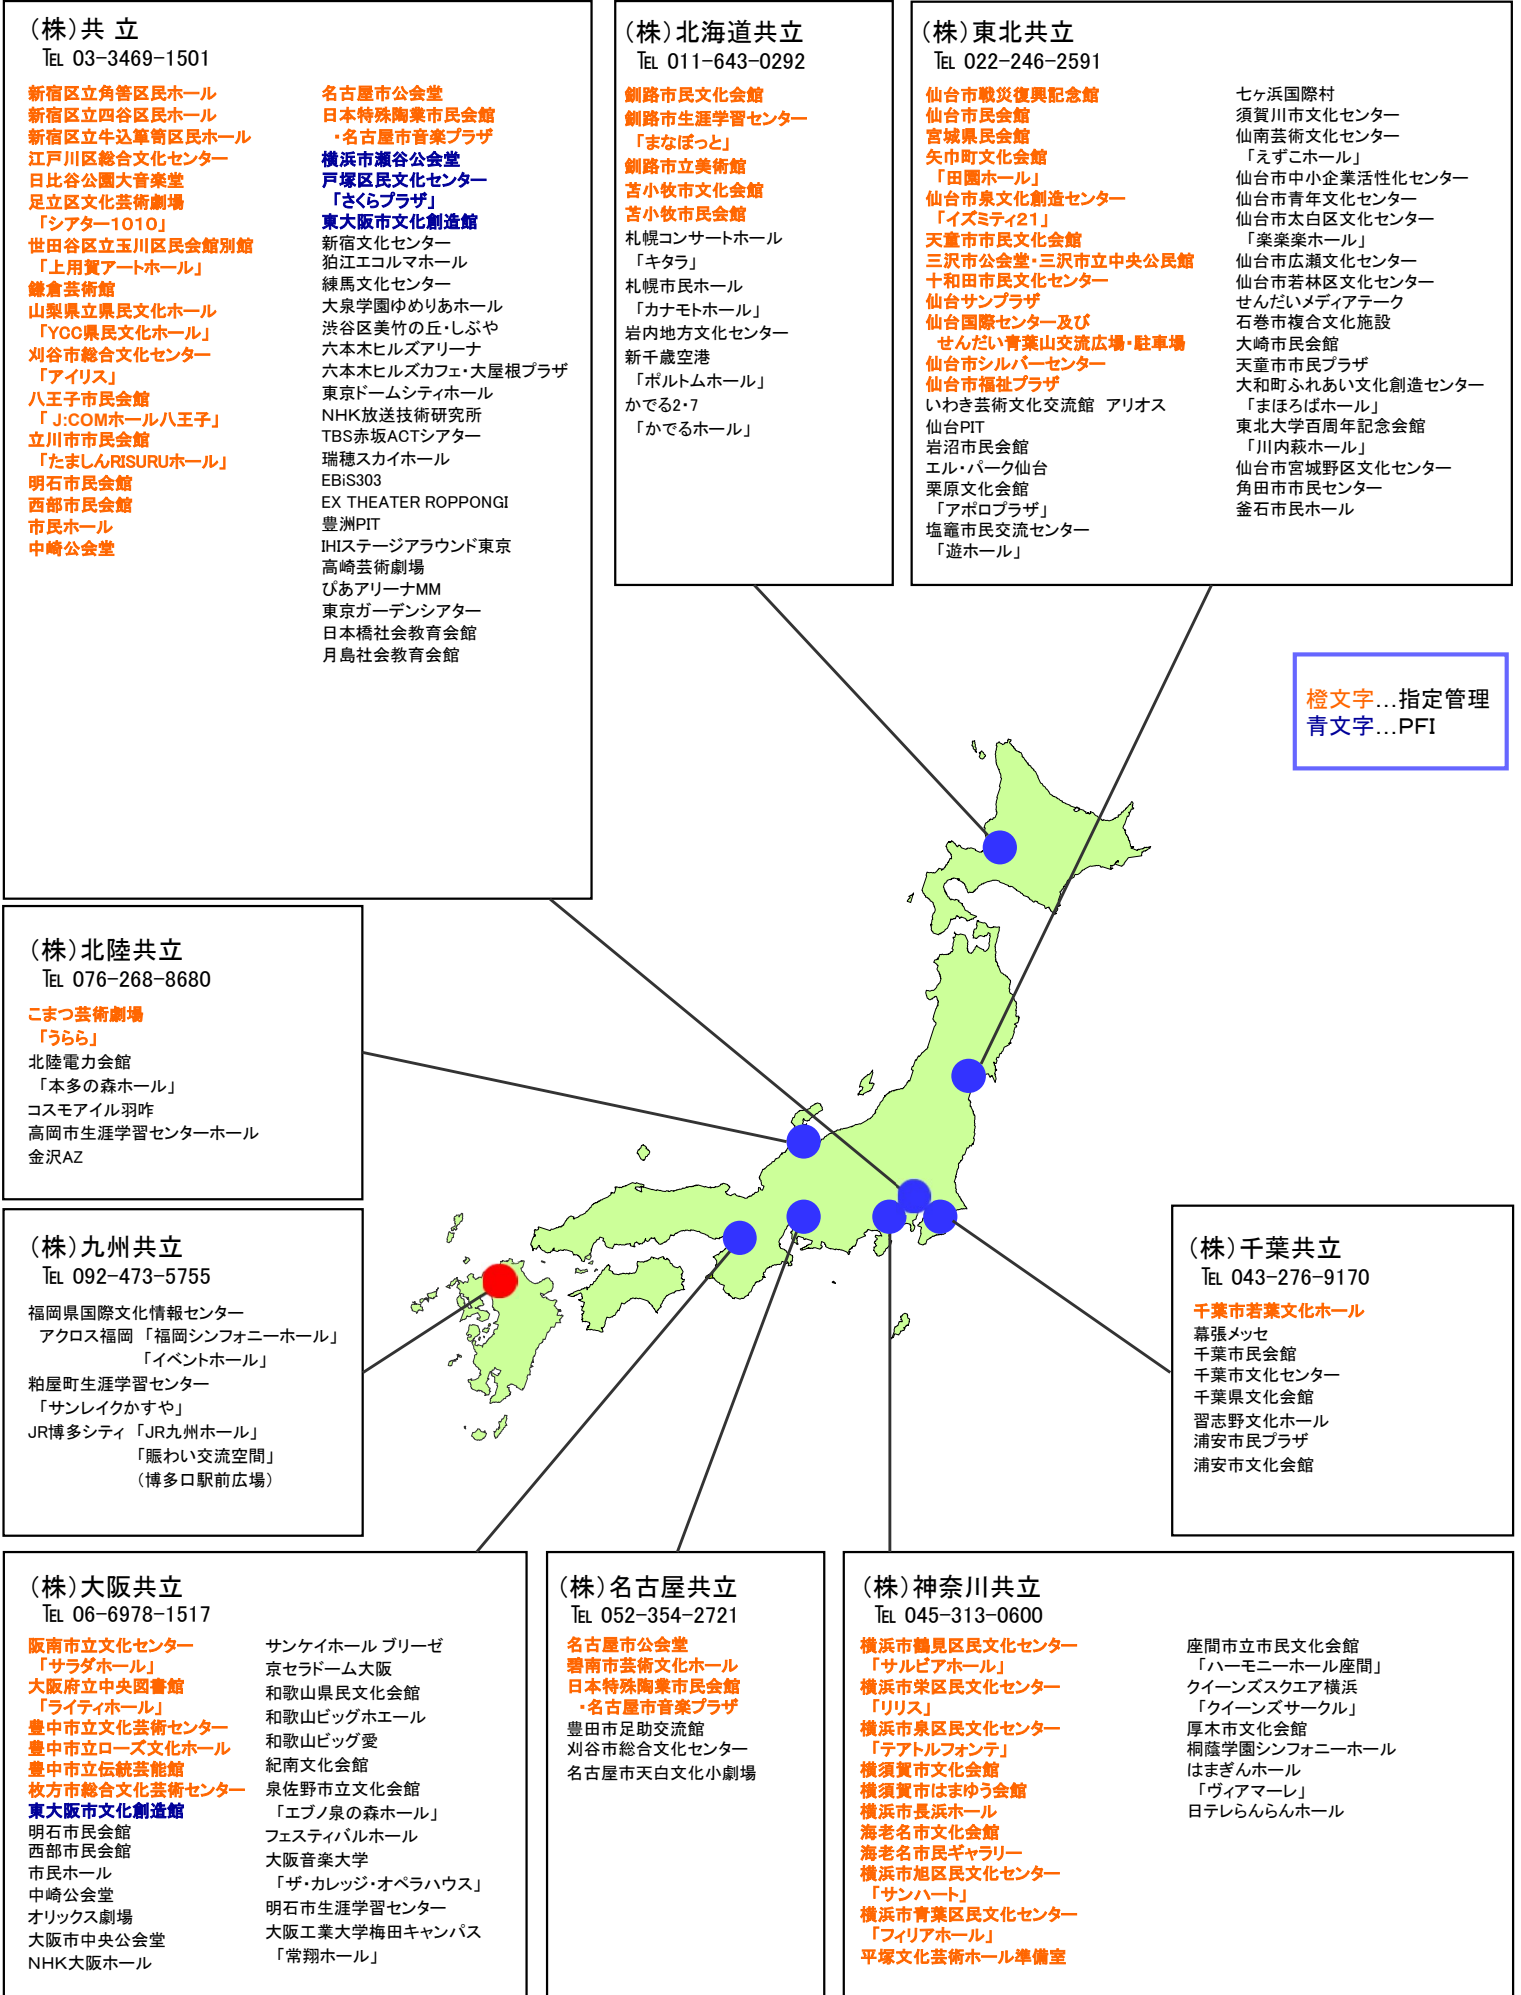 (株)共 立
℡ 03-3469-1501
新宿区立角筈区民ホール
新宿区立四谷区民ホール
新宿区立牛込箪笥区民ホール
江戸川区総合文化センター
日比谷公園大音楽堂
足立区文化芸術劇場
「シアター1010」
世田谷区立玉川区民会館別館
「上用賀アートホール」
鎌倉芸術館
山梨県立県民文化ホール
「YCC県民文化ホール」
刈谷市総合文化センター
「アイリス」
八王子市民会館
「 J:COMホール八王子」
立川市市民会館
「たましんRISURUホール」
明石市民会館
西部市民会館
市民ホール
中崎公会堂
名古屋市公会堂
日本特殊陶業市民会館
・名古屋市音楽プラザ
横浜市瀬谷公会堂
戸塚区民文化センター
「さくらプラザ」
東大阪市文化創造館
新宿文化センター
狛江エコルマホール
練馬文化センター
大泉学園ゆめりあホール
渋谷区美竹の丘・しぶや
六本木ヒルズアリーナ
六本木ヒルズカフェ・大屋根プラザ
東京ドームシティホール
NHK放送技術研究所
TBS赤坂ACTシアター
瑞穂スカイホール
EBiS303
EX THEATER ROPPONGI
豊洲PIT
IHIステージアラウンド東京
高崎芸術劇場
ぴあアリーナMM
東京ガーデンシアター
日本橋社会教育会館
月島社会教育会館
(株)北海道共立
℡ 011-643-0292
釧路市民文化会館
釧路市生涯学習センター
「まなぼっと」
釧路市立美術館
苫小牧市文化会館
苫小牧市民会館
札幌コンサートホール
「キタラ」
札幌市民ホール
「カナモトホール」
岩内地方文化センター
新千歳空港
「ポルトムホール」
かでる2・7
「かでるホール」
(株)東北共立
℡ 022-246-2591
仙台市戦災復興記念館
仙台市民会館
宮城県民会館
矢巾町文化会館
「田園ホール」
仙台市泉文化創造センター
「イズミティ21」
天童市市民文化会館
三沢市公会堂・三沢市立中央公民館
十和田市民文化センター
仙台サンプラザ
仙台国際センター及び
せんだい青葉山交流広場・駐車場
仙台市シルバーセンター
仙台市福祉プラザ
いわき芸術文化交流館 アリオス
仙台PIT
岩沼市民会館
エル・パーク仙台
栗原文化会館
「アポロプラザ」
塩竈市民交流センター
「遊ホール」
七ヶ浜国際村
須賀川市文化センター
仙南芸術文化センター
「えずこホール」
仙台市中小企業活性化センター
仙台市青年文化センター
仙台市太白区文化センター
「楽楽楽ホール」
仙台市広瀬文化センター
仙台市若林区文化センター
せんだいメディアテーク
石巻市複合文化施設
大崎市民会館
天童市市民プラザ
大和町ふれあい文化創造センター
「まほろばホール」
東北大学百周年記念会館
「川内萩ホール」
仙台市宮城野区文化センター
角田市市民センター
釜石市民ホール
橙文字…指定管理
青文字…PFI
(株)北陸共立
℡ 076-268-8680
こまつ芸術劇場
「うらら」
北陸電力会館
「本多の森ホール」
コスモアイル羽咋
高岡市生涯学習センターホール
金沢AZ
(株)九州共立
℡ 092-473-5755
福岡県国際文化情報センター
アクロス福岡 「福岡シンフォニーホール」
「イベントホール」
粕屋町生涯学習センター
「サンレイクかすや」
JR博多シティ 「JR九州ホール」
「賑わい交流空間」
(博多口駅前広場)
(株)千葉共立
℡ 043-276-9170
千葉市若葉文化ホール
幕張メッセ
千葉市民会館
千葉市文化センター
千葉県文化会館
習志野文化ホール
浦安市民プラザ
浦安市文化会館
(株)大阪共立
℡ 06-6978-1517
阪南市立文化センター
「サラダホール」
大阪府立中央図書館
「ライティホール」
豊中市立文化芸術センター
豊中市立ローズ文化ホール
豊中市立伝統芸能館
枚方市総合文化芸術センター
東大阪市文化創造館
明石市民会館
西部市民会館
市民ホール
中崎公会堂
オリックス劇場
大阪市中央公会堂
NHK大阪ホール
サンケイホール ブリーゼ
京セラドーム大阪
和歌山県民文化会館
和歌山ビッグホエール
和歌山ビッグ愛
紀南文化会館
泉佐野市立文化会館
「エブノ泉の森ホール」
フェスティバルホール
大阪音楽大学
「ザ・カレッジ・オペラハウス」
明石市生涯学習センター
大阪工業大学梅田キャンパス
「常翔ホール」
(株)名古屋共立
℡ 052-354-2721
名古屋市公会堂
碧南市芸術文化ホール
日本特殊陶業市民会館
・名古屋市音楽プラザ
豊田市足助交流館
刈谷市総合文化センター
名古屋市天白文化小劇場
(株)神奈川共立
℡ 045-313-0600
横浜市鶴見区民文化センター
「サルビアホール」
横浜市栄区民文化センター
「リリス」
横浜市泉区民文化センター
「テアトルフォンテ」
横須賀市文化会館
横須賀市はまゆう会館
横浜市長浜ホール
海老名市文化会館
海老名市民ギャラリー
横浜市旭区民文化センター
「サンハート」
横浜市青葉区民文化センター
「フィリアホール」
平塚文化芸術ホール準備室
座間市立市民文化会館
「ハーモニーホール座間」
クイーンズスクエア横浜
「クイーンズサークル」
厚木市文化会館
桐蔭学園シンフォニーホール
はまぎんホール
「ヴィアマーレ」
日テレらんらんホール